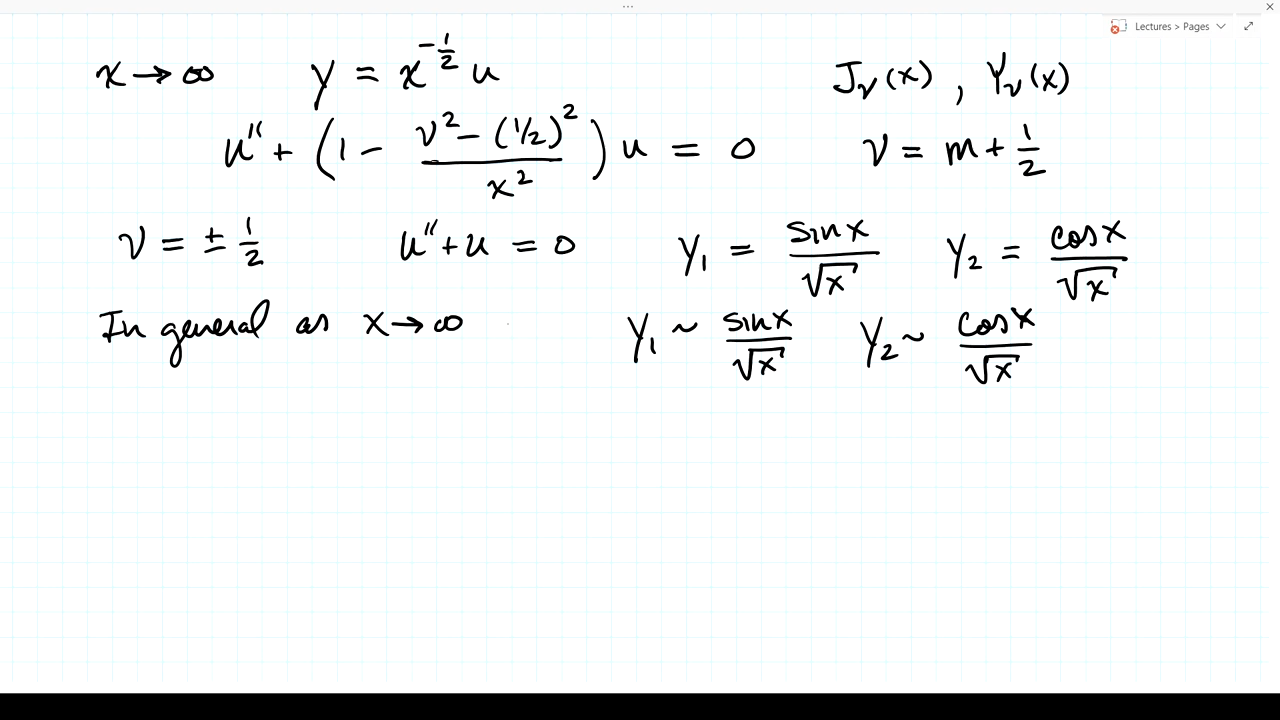 Lectures > Pages
x → ∞   y = x^{-1/2} u   J_ν(x) , Y_ν(x)
u'' + (1 - (ν² - (1/2)²)/x²) u = 0   ν = m + 1/2
ν = ± 1/2   u'' + u = 0   y₁ = sin x/√x   y₂ = cos x/√x
In general as x → ∞   y₁ ~ sin x/√x   y₂ ~ cos x/√x